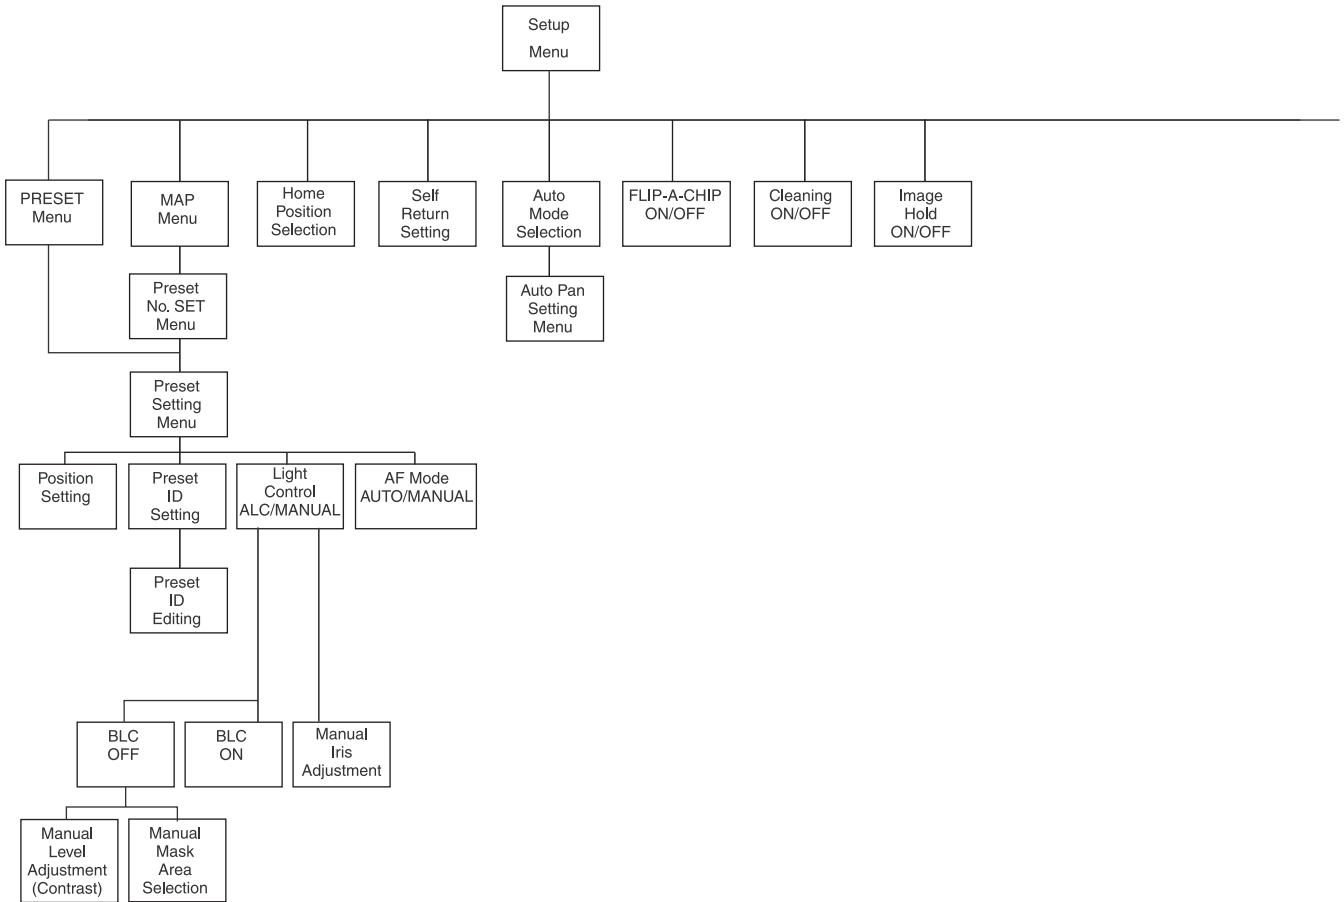 Setup
Menu
PRESET
Menu
MAP
Menu
Home
Position
Selection
Self
Return
Setting
Auto
Mode
Selection
FLIP-A-CHIP
ON/OFF
Cleaning
ON/OFF
Image
Hold
ON/OFF
Preset
No. SET
Menu
Auto Pan
Setting
Menu
Preset
Setting
Menu
Position
Setting
Preset
ID
Setting
Light
Control
ALC/MANUAL
AF Mode
AUTO/MANUAL
Preset
ID
Editing
BLC
OFF
BLC
ON
Manual
Iris
Adjustment
Manual
Level
Adjustment
(Contrast)
Manual
Mask
Area
Selection